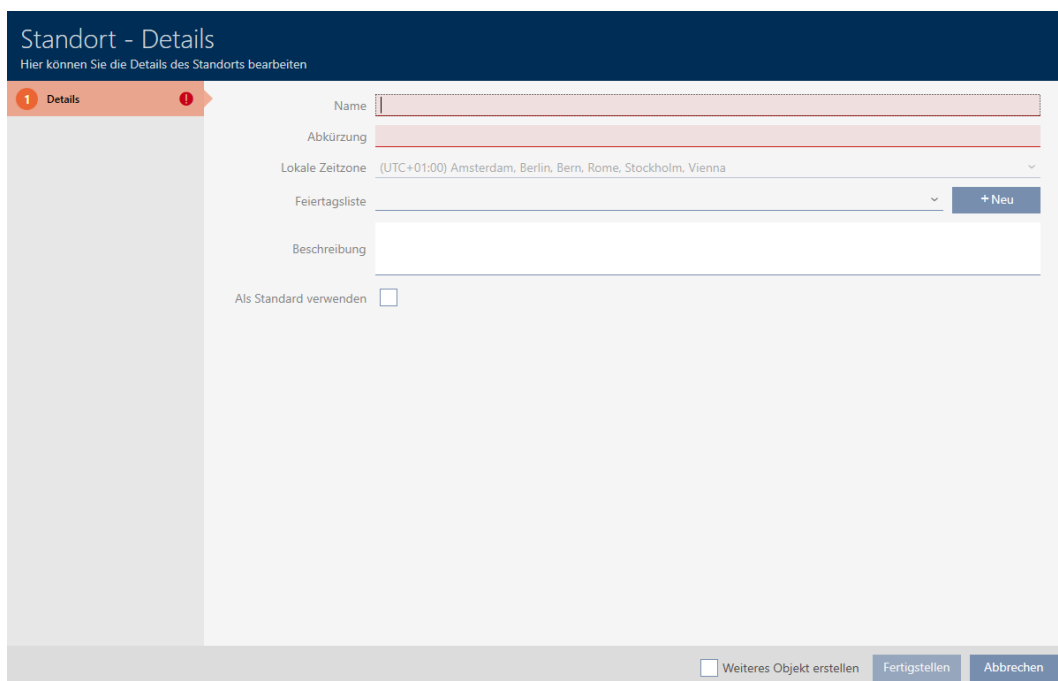 Standort - Details
Hier können Sie die Details des Standorts bearbeiten
1 Details !
Name
Abkürzung
Lokale Zeitzone (UTC+01:00) Amsterdam, Berlin, Bern, Rome, Stockholm, Vienna
Feiertagsliste + Neu
Beschreibung
Als Standard verwenden
Weiteres Objekt erstellen Fertigstellen Abbrechen